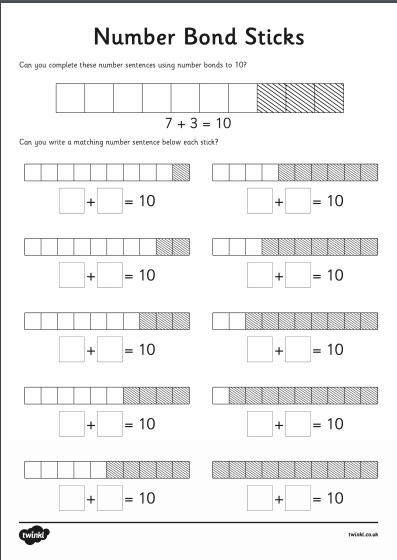 Number Bond Sticks
Can you complete these number sentences using number bonds to 10?
7 + 3 = 10
Can you write a matching number sentence below each stick?
+ = 10 + = 10
+ = 10 + = 10
+ = 10 + = 10
+ = 10 + = 10
+ = 10 + = 10
twinkl twinkl.co.uk